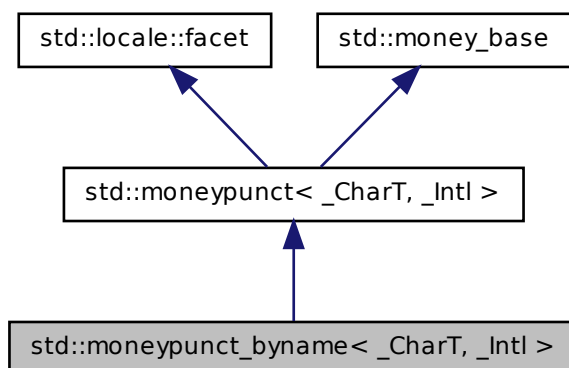 std::locale::facet
std::money_base
std::moneypunct< _CharT, _Intl >
std::moneypunct_byname< _CharT, _Intl >